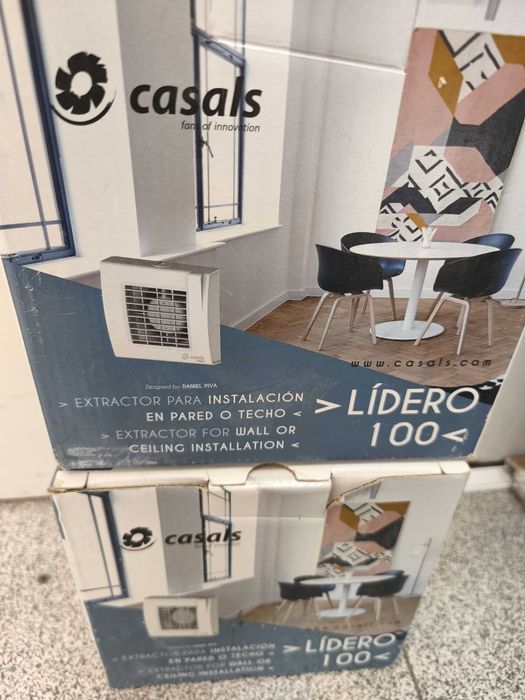 casals
fans of innovation
casals
www.casals.com
Designed by: DANIEL PIVA
> EXTRACTOR PARA INSTALACIÓN
EN PARED O TECHO <
> EXTRACTOR FOR WALL OR
CEILING INSTALLATION <
> LÍDERO
100 <
casals
> EXTRACTOR PARA INSTALACIÓN
EN PARED O TECHO <
> EXTRACTOR FOR WALL OR
CEILING INSTALLATION <
> LÍDERO
100 <